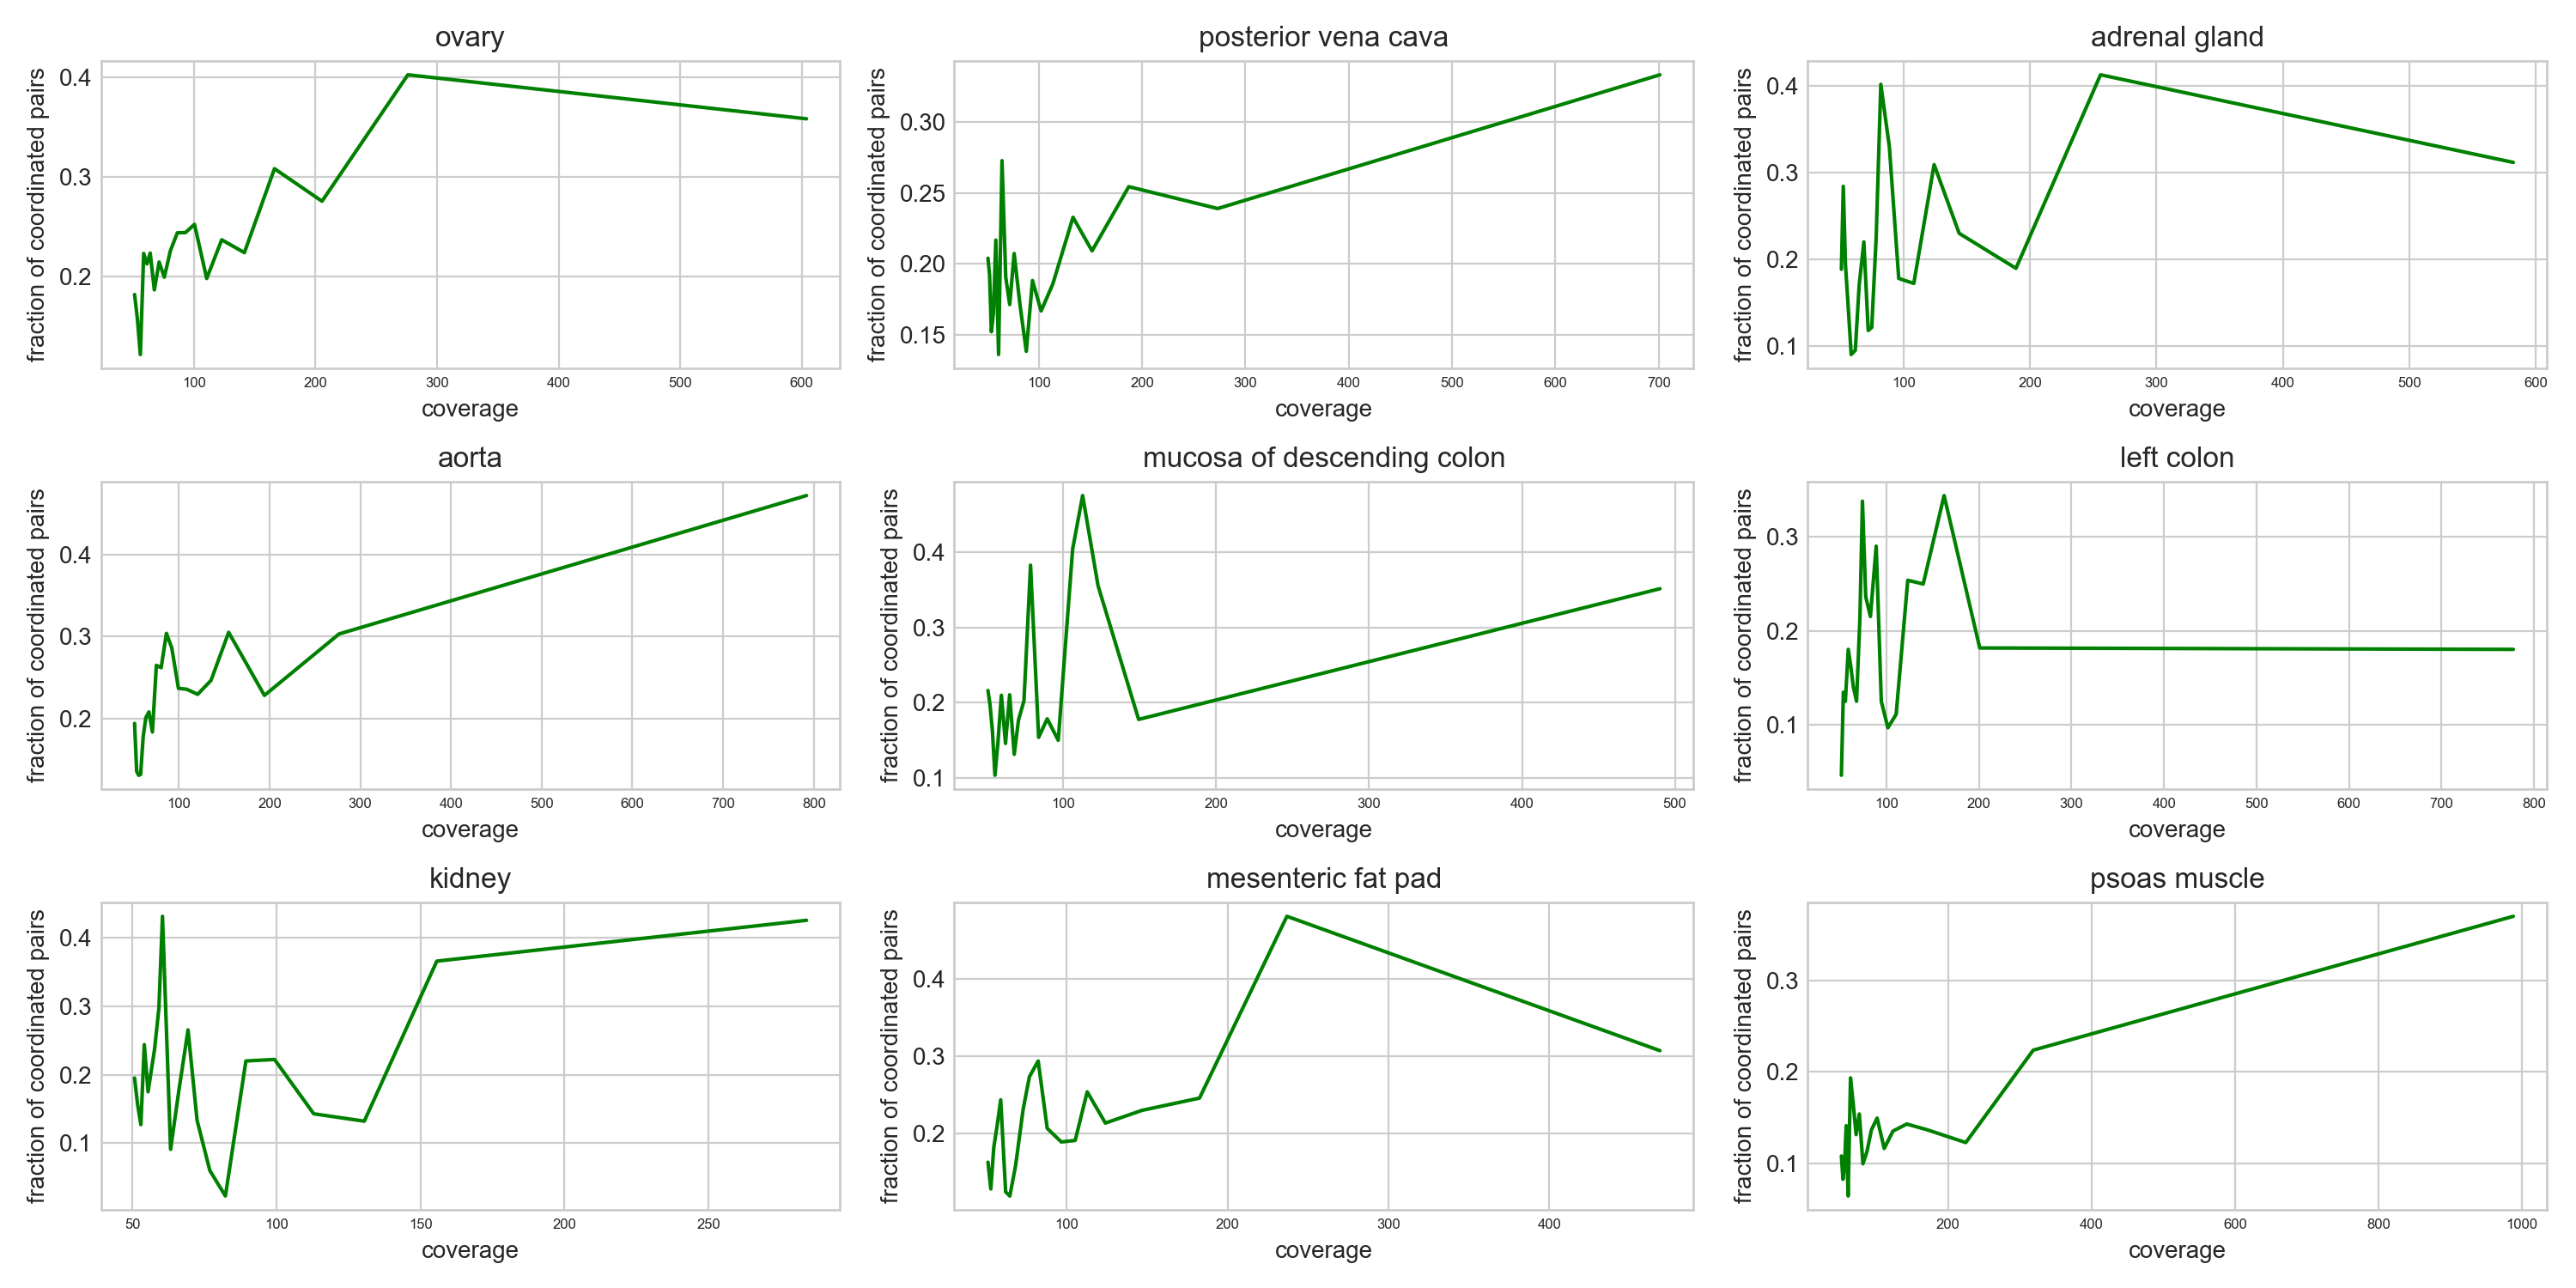 ovary
fraction of coordinated pairs
0.4
0.3
0.2
100 200 300 400 500 600
coverage
posterior vena cava
fraction of coordinated pairs
0.30
0.25
0.20
0.15
100 200 300 400 500 600 700
coverage
adrenal gland
fraction of coordinated pairs
0.4
0.3
0.2
0.1
100 200 300 400 500 600
coverage
aorta
fraction of coordinated pairs
0.4
0.3
0.2
100 200 300 400 500 600 700 800
coverage
mucosa of descending colon
fraction of coordinated pairs
0.4
0.3
0.2
0.1
100 200 300 400 500
coverage
left colon
fraction of coordinated pairs
0.3
0.2
0.1
100 200 300 400 500 600 700 800
coverage
kidney
fraction of coordinated pairs
0.4
0.3
0.2
0.1
50 100 150 200 250
coverage
mesenteric fat pad
fraction of coordinated pairs
0.4
0.3
0.2
100 200 300 400
coverage
psoas muscle
fraction of coordinated pairs
0.3
0.2
0.1
200 400 600 800 1000
coverage